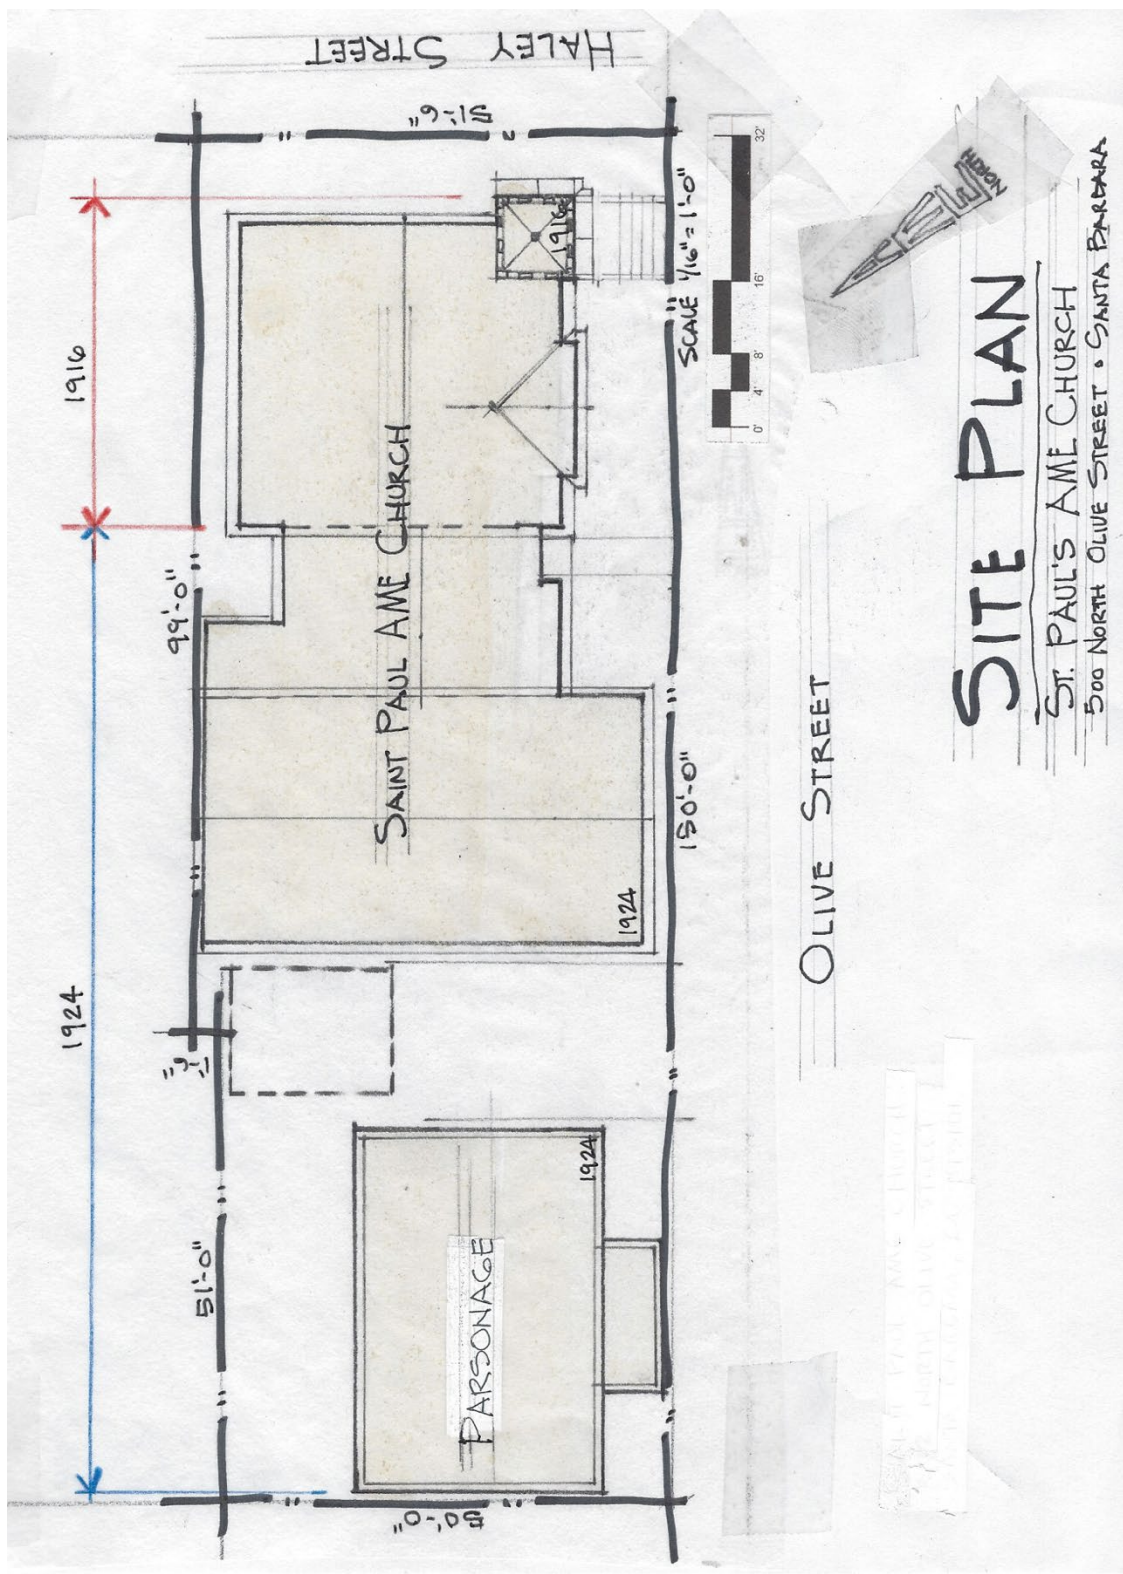 HALEY STREET
51'-6"
1916
1916
99'-0"
SAINT PAUL AME CHURCH
1924
1924
150'-0"
1'-6"
51'-0"
PARSONAGE
1924
50'-0"
OLIVE STREET
SCALE 1/16" = 1'-0"
0' 4' 8' 16' 32'
NORTH
SITE PLAN
ST. PAUL'S AME CHURCH
500 NORTH OLIVE STREET • SANTA BARBARA